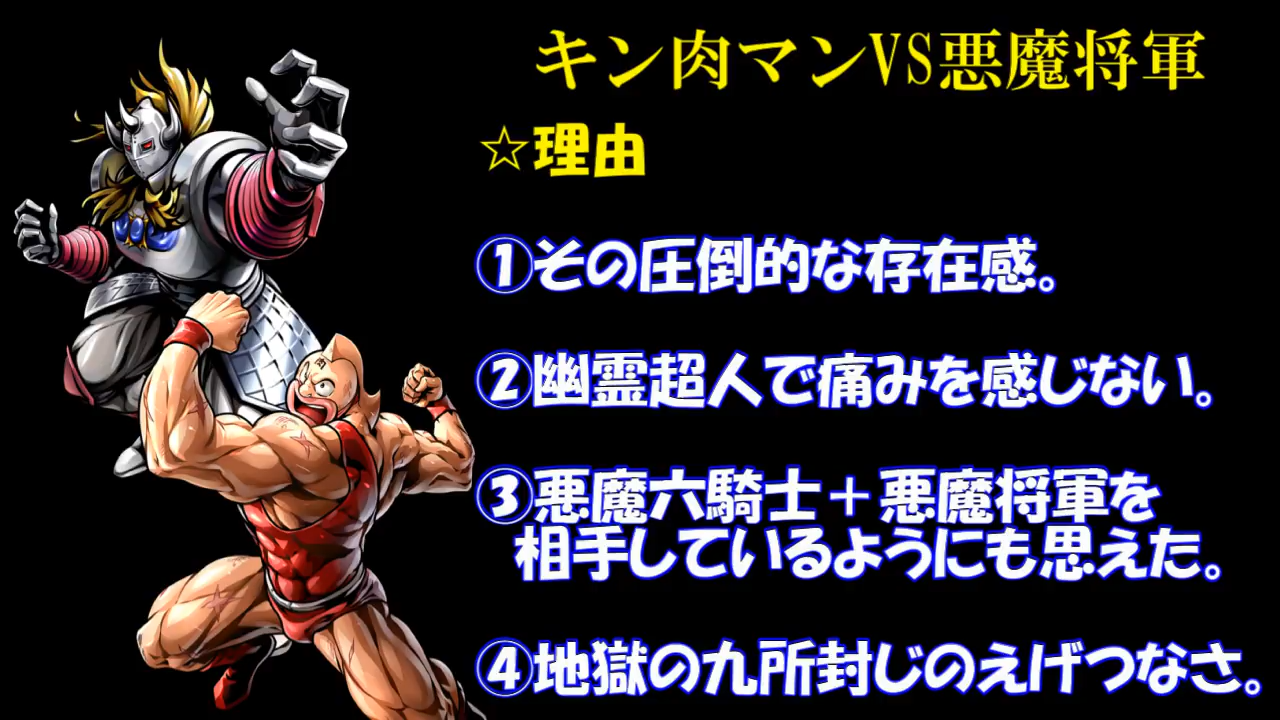 キン肉マンVS悪魔将軍
☆理由
①その圧倒的な存在感。
②幽霊超人で痛みを感じない。
③悪魔六騎士＋悪魔将軍を
相手しているようにも思えた。
④地獄の九所封じのえげつなさ。